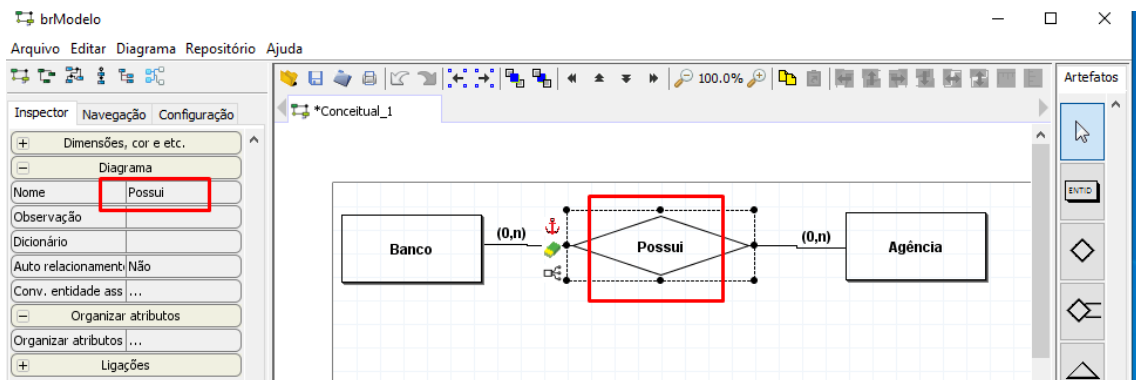 brModelo
Arquivo Editar Diagrama Repositório Ajuda
100.0%
Artefatos
Inspector Navegação Configuração
*Conceitual_1
Dimensões, cor e etc.
Diagrama
Nome Possui
Observação
Dicionário
Auto relacionament Não
Conv. entidade ass ...
Organizar atributos
Organizar atributos ...
Ligações
ENTID
Banco (0,n) Possui (0,n) Agência